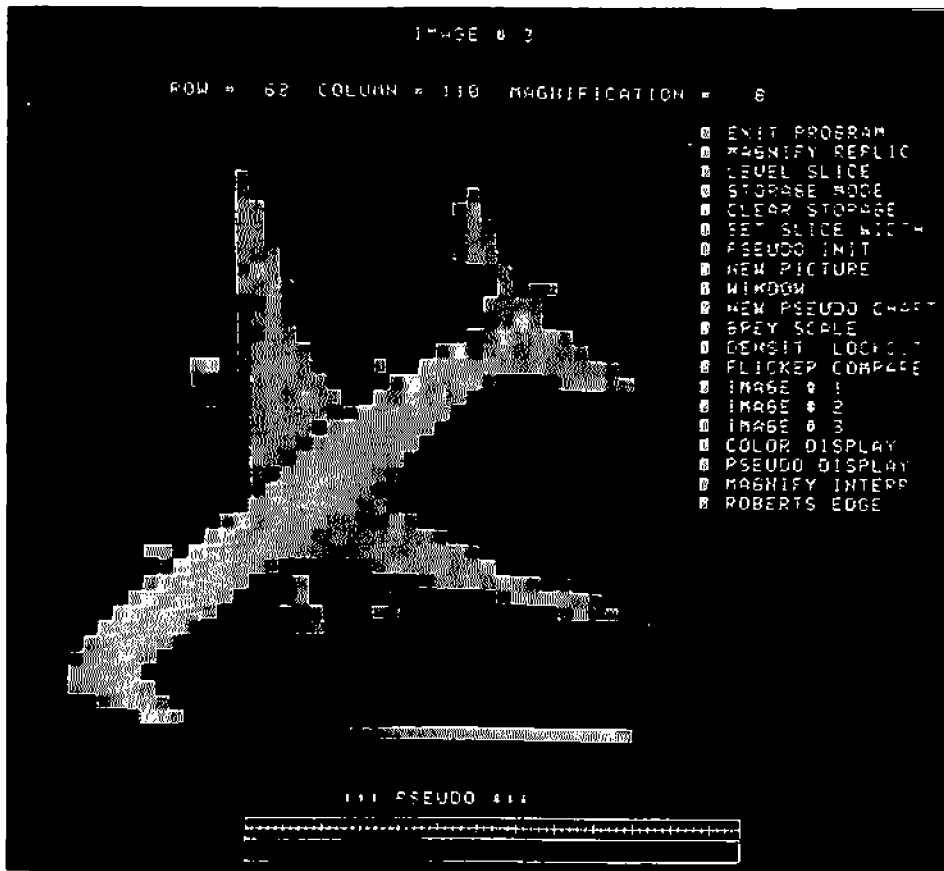 IMAGE # 3
ROW = 62 COLUMN = 110 MAGNIFICATION = 8
EXIT PROGRAM
MAGNIFY REPLIC
LEVEL SLICE
STORAGE MODE
CLEAR STORAGE
SET SLICE WIDTH
PSEUDO INIT
NEW PICTURE
WINDOW
NEW PSEUDO CHART
GREY SCALE
DENSIT
FLICKER COMPARE
IMAGE # 1
IMAGE # 2
IMAGE # 3
COLOR DISPLAY
PSEUDO DISPLAY
MAGNIFY INTERP
ROBERTS EDGE
PSEUDO